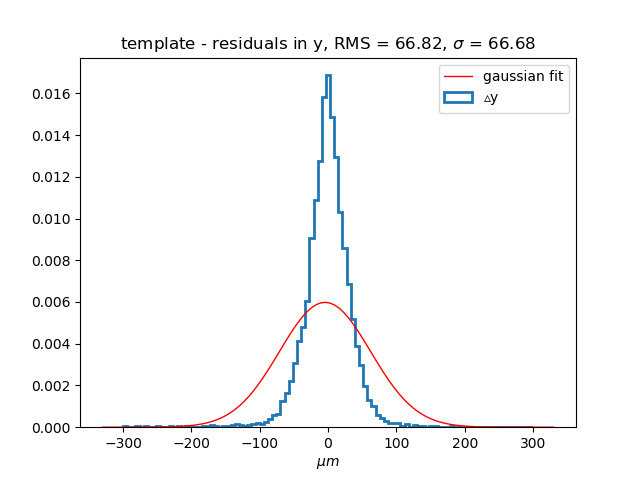 template - residuals in y, RMS = 66.82, σ = 66.68
gaussian fit
▵y
0.016
0.014
0.012
0.010
0.008
0.006
0.004
0.002
0.000
−300 −200 −100 0 100 200 300
μm